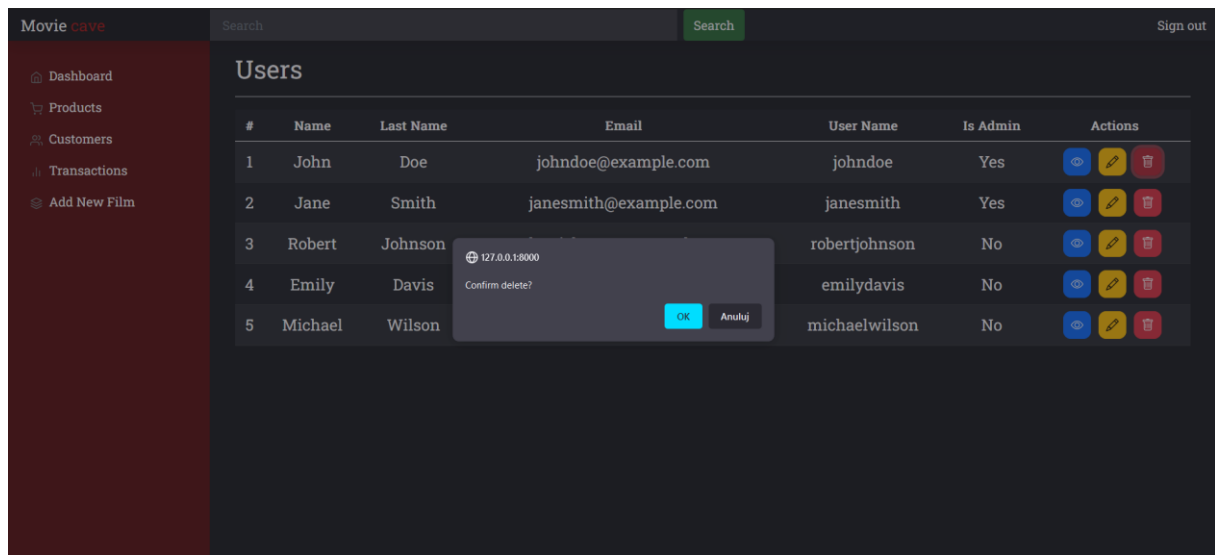 Movie cave Search Search Sign out
Dashboard
Products
Customers
Transactions
Add New Film
Users
# Name Last Name Email User Name Is Admin Actions
1 John Doe johndoe@example.com johndoe Yes
2 Jane Smith janesmith@example.com janesmith Yes
3 Robert Johnson robertjohnson No
4 Emily Davis emilydavis No
5 Michael Wilson michaelwilson No
127.0.0.1:8000
Confirm delete?
OK Anuluj